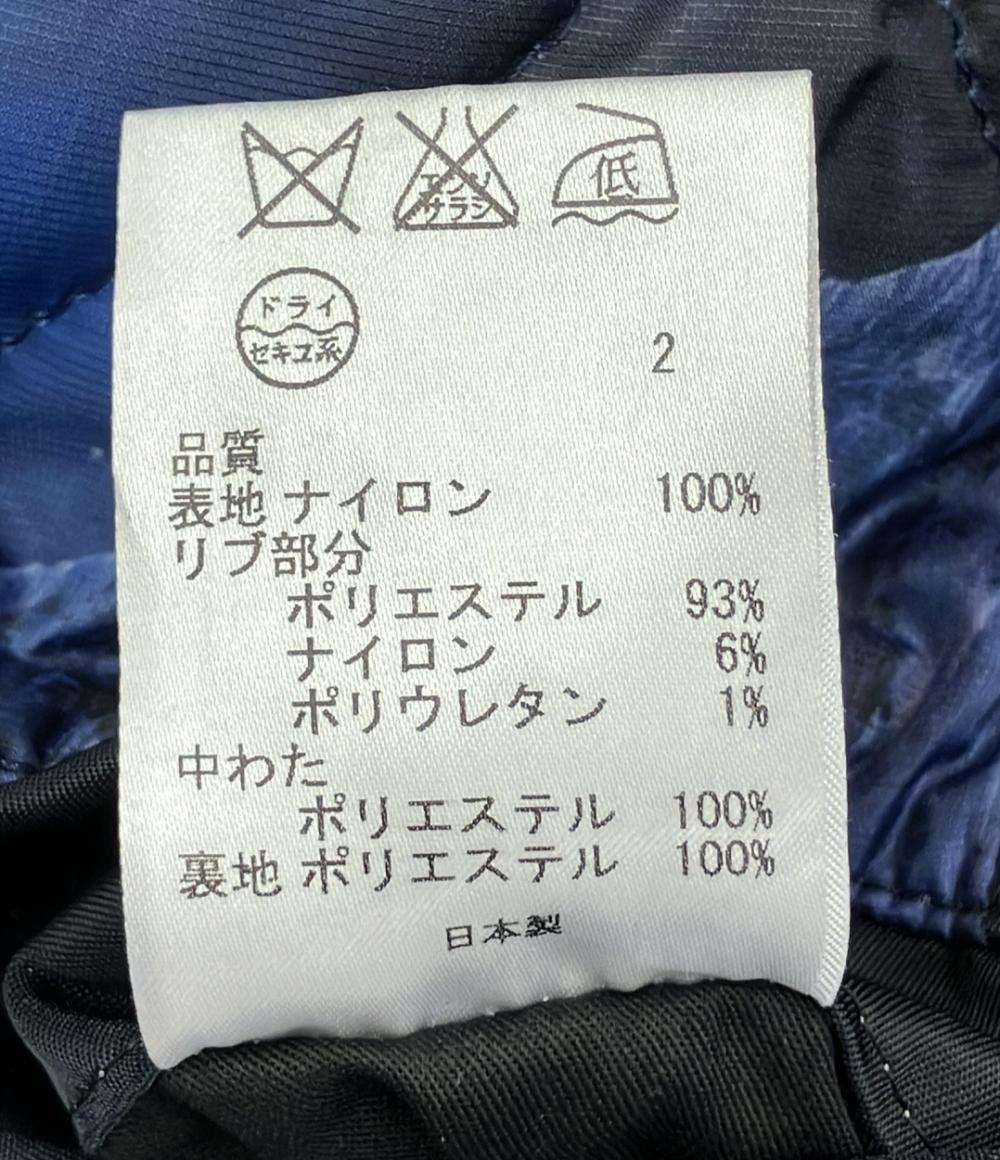 エンソ
サラシ
低
ドライ
セキユ系
2
品質
表地 ナイロン 100%
リブ部分
ポリエステル 93%
ナイロン 6%
ポリウレタン 1%
中わた
ポリエステル 100%
裏地 ポリエステル 100%
日本製